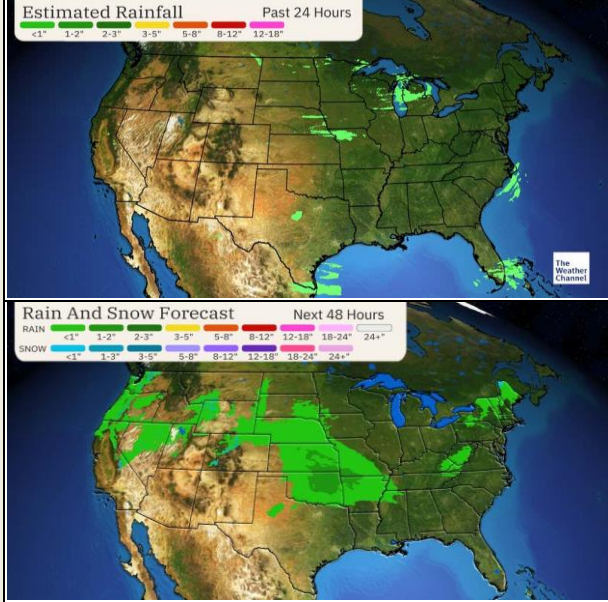 Estimated Rainfall Past 24 Hours
<1" 1-2" 2-3" 3-5" 5-8" 8-12" 12-18"
The
Weather
Channel
Rain And Snow Forecast Next 48 Hours
RAIN
<1" 1-2" 2-3" 3-5" 5-8" 8-12" 12-18" 18-24" 24+"
SNOW
<1" 1-3" 3-5" 5-8" 8-12" 12-18" 18-24" 24+"